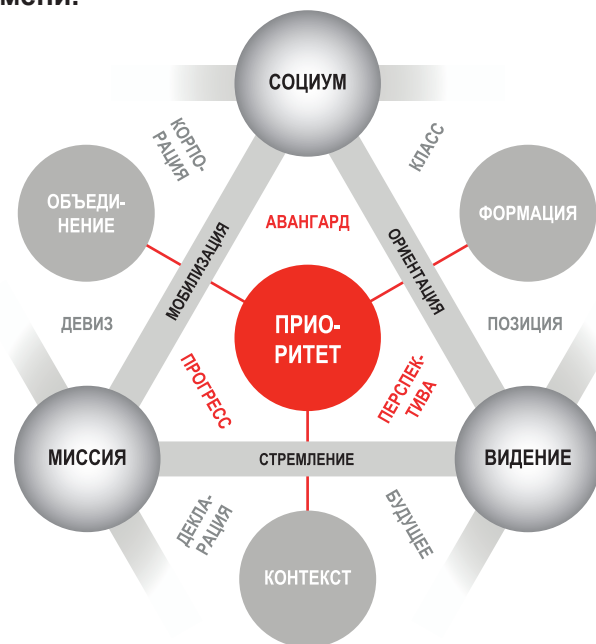 мени.
СОЦИУМ
КОРПО-
РАЦИЯ
КЛАСС
ОБЪЕДИ-
НЕНИЕ
ФОРМАЦИЯ
АВАНГАРД
МОБИЛИЗАЦИЯ
ОРИЕНТАЦИЯ
ПРИО-
РИТЕТ
ДЕВИЗ
ПОЗИЦИЯ
ПРОГРЕСС
ПЕРСПЕК-
ТИВА
МИССИЯ
СТРЕМЛЕНИЕ
ВИДЕНИЕ
ДЕКЛА-
РАЦИЯ
БУДУЩЕЕ
КОНТЕКСТ